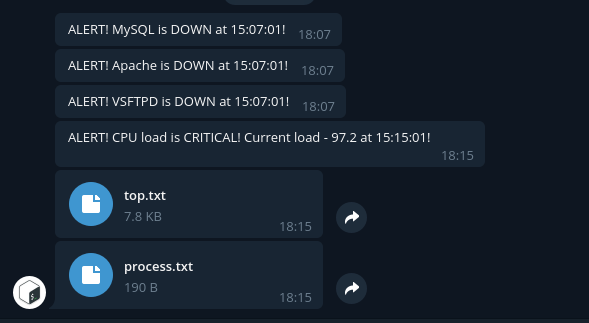 ALERT! MySQL is DOWN at 15:07:01! 18:07
ALERT! Apache is DOWN at 15:07:01! 18:07
ALERT! VSFTPD is DOWN at 15:07:01! 18:07
ALERT! CPU load is CRITICAL! Current load - 97.2 at 15:15:01!
18:15
top.txt
7.8 KB
18:15
process.txt
190 B
18:15